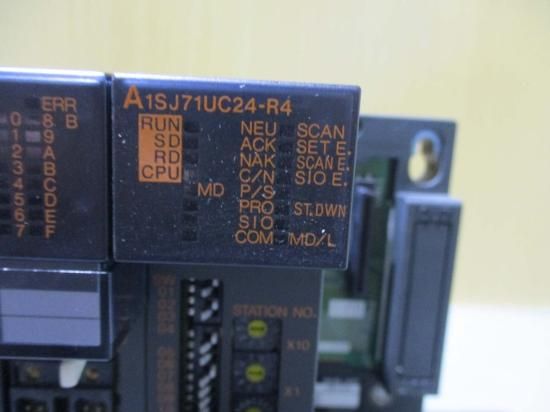 ERR
0 8 B
1 9
2 A
3 B
4 C
5 D
6 E
7 F
A1SJ71UC24-R4
RUN NEU SCAN
SD ACK SET E.
RD NAK SCAN E.
CPU C/N SIO E.
MD P/S
PRO ST.DWN
SIO
COM MD/L
STATION NO.
X10
X1